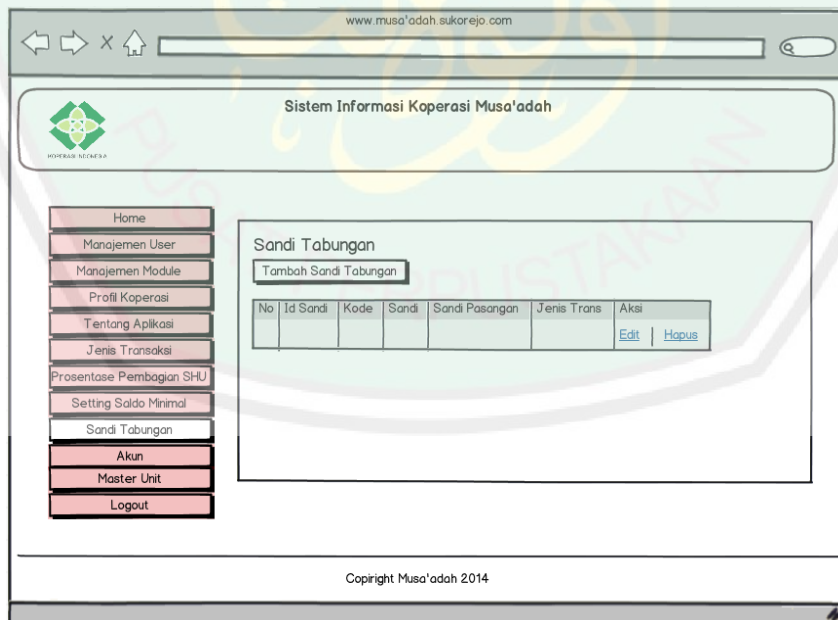 www.musa'adah.sukorejo.com
Sistem Informasi Koperasi Musa'adah
KOPERASI INDONESIA
Home
Manajemen User
Manajemen Module
Profil Koperasi
Tentang Aplikasi
Jenis Transaksi
Prosentase Pembagian SHU
Setting Saldo Minimal
Sandi Tabungan
Akun
Master Unit
Logout
Sandi Tabungan
Tambah Sandi Tabungan
No Id Sandi Kode Sandi Sandi Pasangan Jenis Trans Aksi
Edit | Hapus
Copiright Musa'adah 2014
PUSAT PERPUSTAKAAN